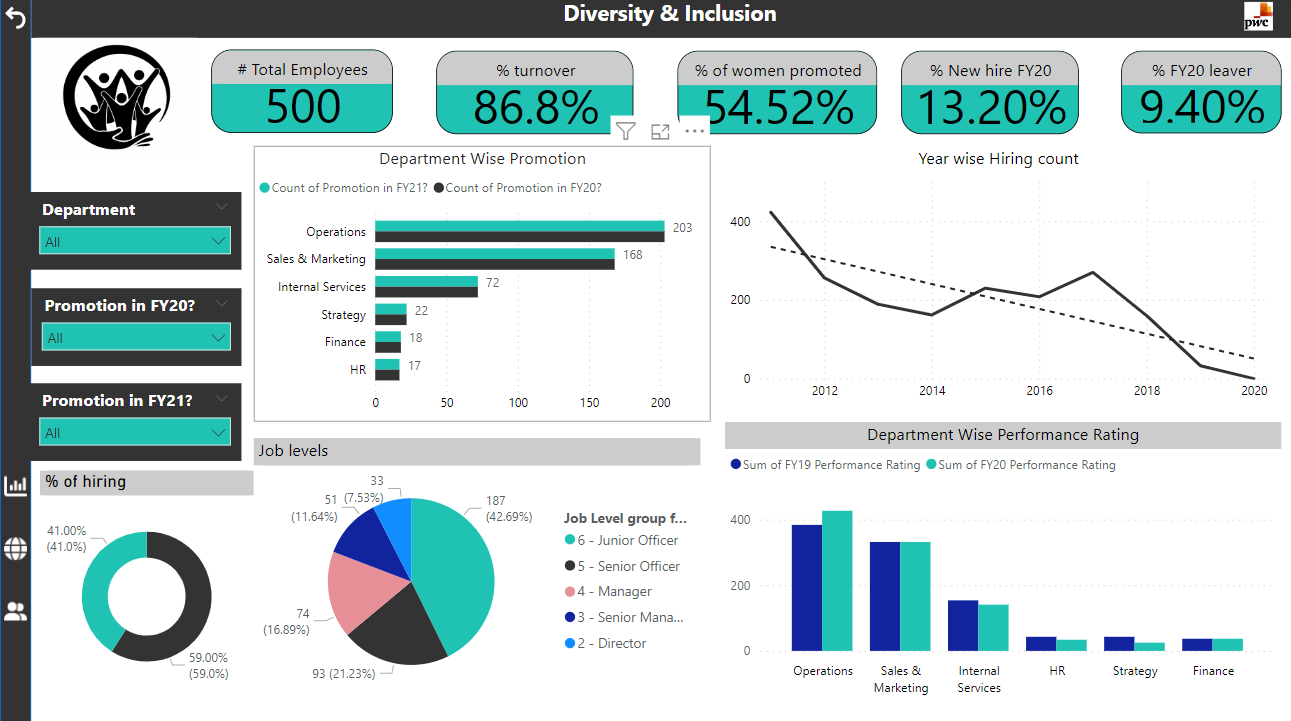 Diversity & Inclusion
pwc
# Total Employees
500
% turnover
86.8%
% of women promoted
54.52%
% New hire FY20
13.20%
% FY20 leaver
9.40%
Department
All
Promotion in FY20?
All
Promotion in FY21?
All
Department Wise Promotion
Count of Promotion in FY21? Count of Promotion in FY20?
Operations 203
Sales & Marketing 168
Internal Services 72
Strategy 22
Finance 18
HR 17
0 50 100 150 200
Year wise Hiring count
400
200
0
2012 2014 2016 2018 2020
% of hiring
41.00%
(41.0%)
59.00%
(59.0%)
Job levels
33
(7.53%)
51
(11.64%)
187
(42.69%)
74
(16.89%)
93 (21.23%)
Job Level group f...
6 - Junior Officer
5 - Senior Officer
4 - Manager
3 - Senior Mana...
2 - Director
Department Wise Performance Rating
Sum of FY19 Performance Rating Sum of FY20 Performance Rating
400
200
0
Operations
Sales &
Marketing
Internal
Services
HR
Strategy
Finance